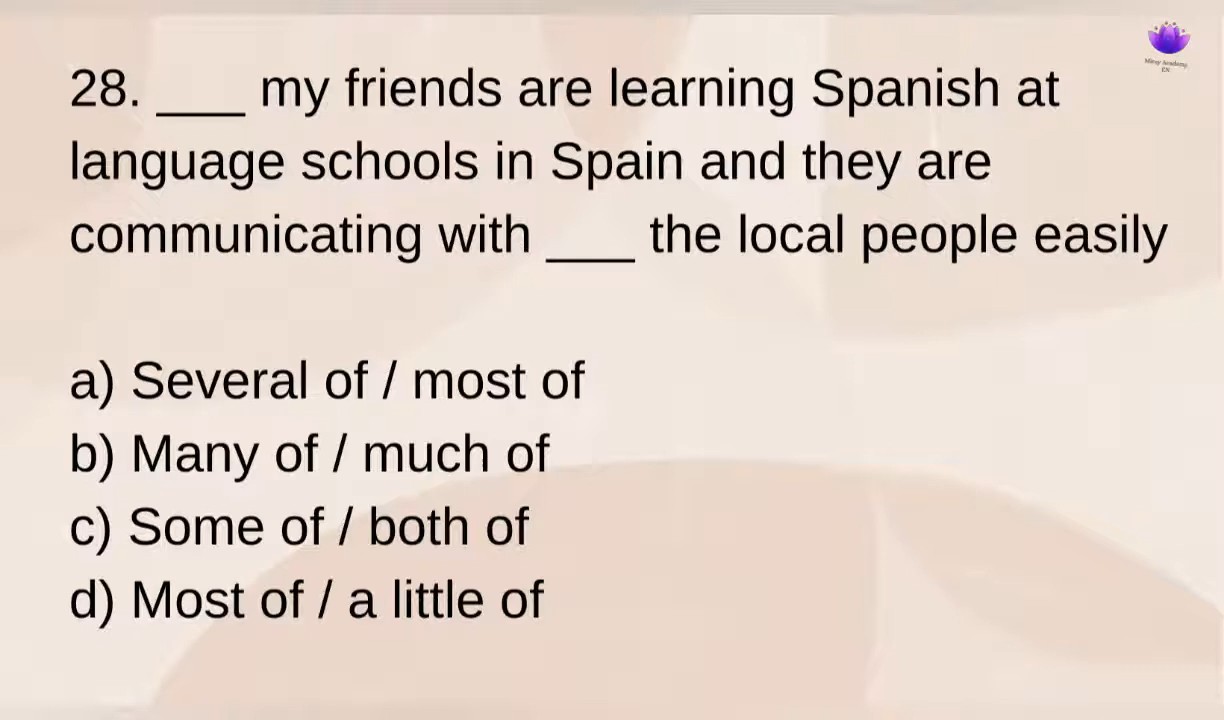 28. ___ my friends are learning Spanish at
language schools in Spain and they are
communicating with ___ the local people easily
a) Several of / most of
b) Many of / much of
c) Some of / both of
d) Most of / a little of
EN